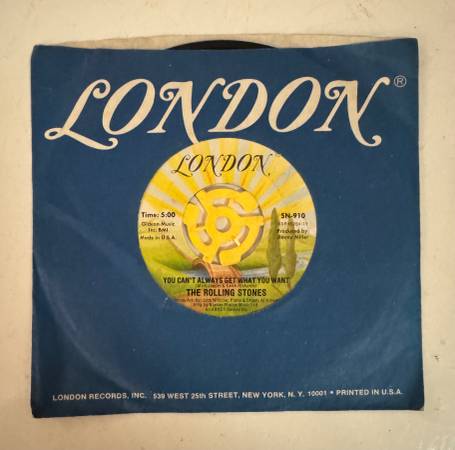 LONDON®
LONDON
Time: 5:00
Gideon Music
Inc. BMI
Made in U.S.A.
5N-910
Produced by
Jimmy Miller
YOU CAN'T ALWAYS GET WHAT YOU WANT
THE ROLLING STONES
LONDON RECORDS, INC. 539 WEST 25th STREET, NEW YORK, N. Y. 10001 • PRINTED IN U.S.A.